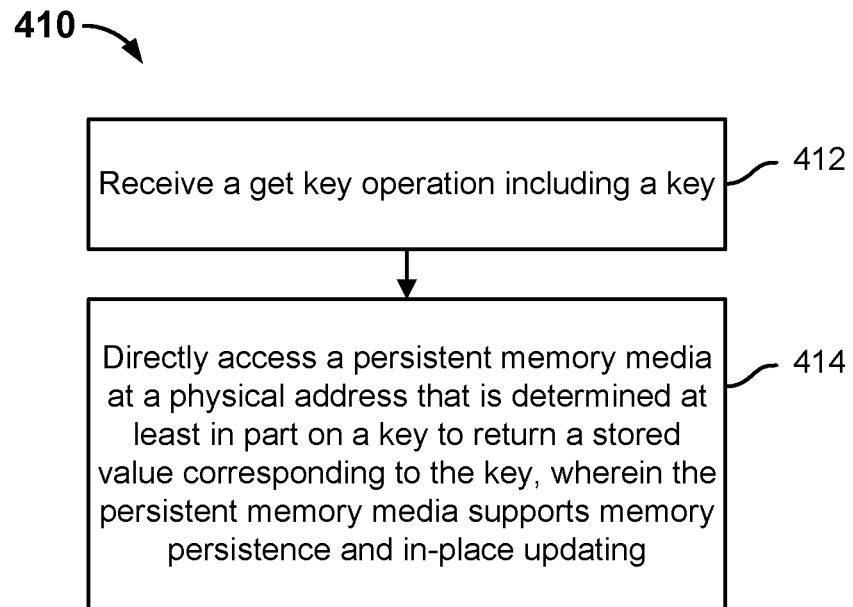 410
Receive a get key operation including a key
412
Directly access a persistent memory media
at a physical address that is determined at
least in part on a key to return a stored
value corresponding to the key, wherein the
persistent memory media supports memory
persistence and in-place updating
414